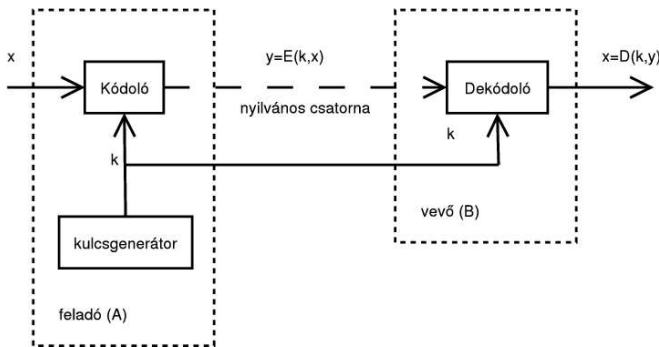 x
y=E(k,x)
x=D(k,y)
Kódoló
Dekódoló
nyilvános csatorna
k
k
kulcsgenerátor
vevő (B)
feladó (A)